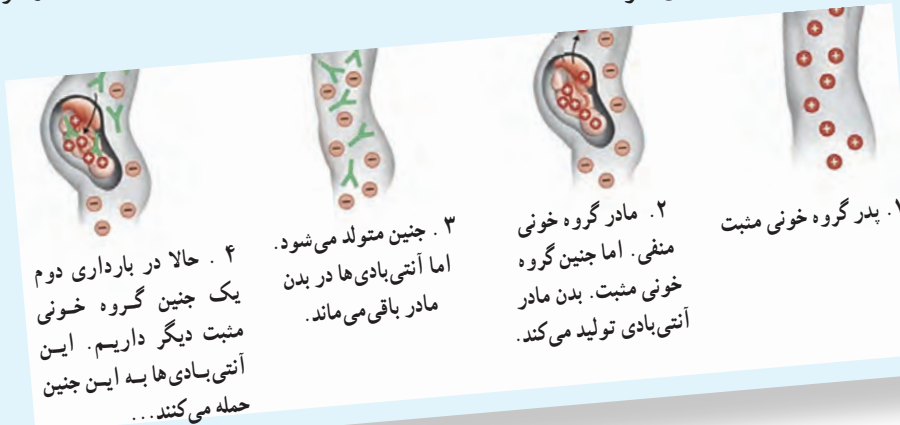 ۱. پدر گروه خونی مثبت
۲. مادر گروه خونی
منفی. اما جنین گروه
خونی مثبت. بدن مادر
آنتی‌بادی تولید می‌کند.
۳. جنین متولد می‌شود.
اما آنتی‌بادی‌ها در بدن
مادر باقی‌می‌ماند.
۴. حالا در بارداری دوم
یک جنین گروه خونی
مثبت دیگر داریم. این
آنتی‌بادی‌ها به این جنین
حمله می‌کنند...